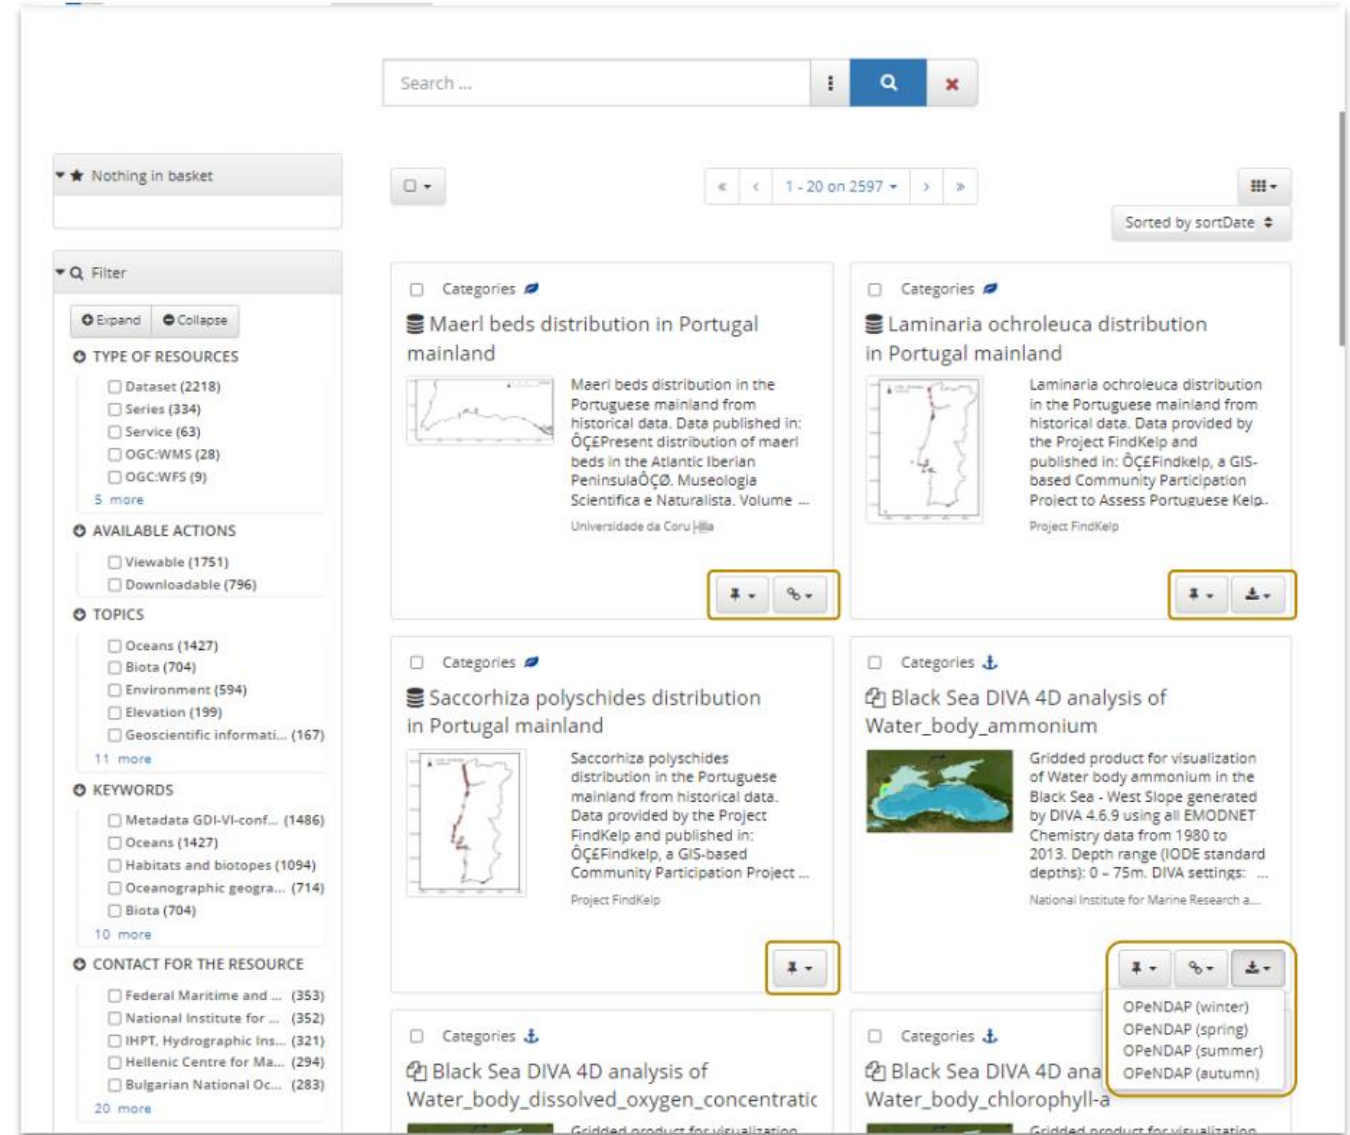 Search ...
Nothing in basket
1 - 20 on 2597
Sorted by sortDate
Filter
Expand Collapse
TYPE OF RESOURCES
Dataset (2218)
Series (334)
Service (63)
OGC:WMS (28)
OGC:WFS (9)
5 more
AVAILABLE ACTIONS
Viewable (1751)
Downloadable (796)
TOPICS
Oceans (1427)
Biota (704)
Environment (594)
Elevation (199)
Geoscientific informati... (167)
11 more
KEYWORDS
Metadata GDI-VI-conf... (1486)
Oceans (1427)
Habitats and biotopes (1094)
Oceanographic geogra... (714)
Biota (704)
10 more
CONTACT FOR THE RESOURCE
Federal Maritime and ... (353)
National Institute for ... (352)
IHPT, Hydrographic Ins... (321)
Hellenic Centre for Ma... (294)
Bulgarian National Oc... (283)
20 more
Categories
Maerl beds distribution in Portugal
mainland
Maerl beds distribution in the
Portuguese mainland from
historical data. Data published in:
ÔÇ£Present distribution of maerl
beds in the Atlantic Iberian
PeninsulaÔÇØ. Museologia
Scientifica e Naturalista. Volume ...
Universidade da Coru
Categories
Laminaria ochroleuca distribution
in Portugal mainland
Laminaria ochroleuca distribution
in the Portuguese mainland from
historical data. Data provided by
the Project FindKelp and
published in: ÔÇ£Findkelp, a GIS-
based Community Participation
Project to Assess Portuguese Kelp...
Project FindKelp
Categories
Saccorhiza polyschides distribution
in Portugal mainland
Saccorhiza polyschides
distribution in the Portuguese
mainland from historical data.
Data provided by the Project
FindKelp and published in:
ÔÇ£Findkelp, a GIS-based
Community Participation Project ...
Project FindKelp
Categories
Black Sea DIVA 4D analysis of
Water_body_ammonium
Gridded product for visualization
of Water body ammonium in the
Black Sea - West Slope generated
by DIVA 4.6.9 using all EMODNET
Chemistry data from 1980 to
2013. Depth range (IODE standard
depths): 0 – 75m. DIVA settings: ...
National Institute for Marine Research a...
OPeNDAP (winter)
OPeNDAP (spring)
OPeNDAP (summer)
OPeNDAP (autumn)
Categories
Black Sea DIVA 4D analysis of
Water_body_dissolved_oxygen_concentratic
Gridded product for visualization
Categories
Black Sea DIVA 4D ana
Water_body_chlorophyll-a
Gridded product for visualization